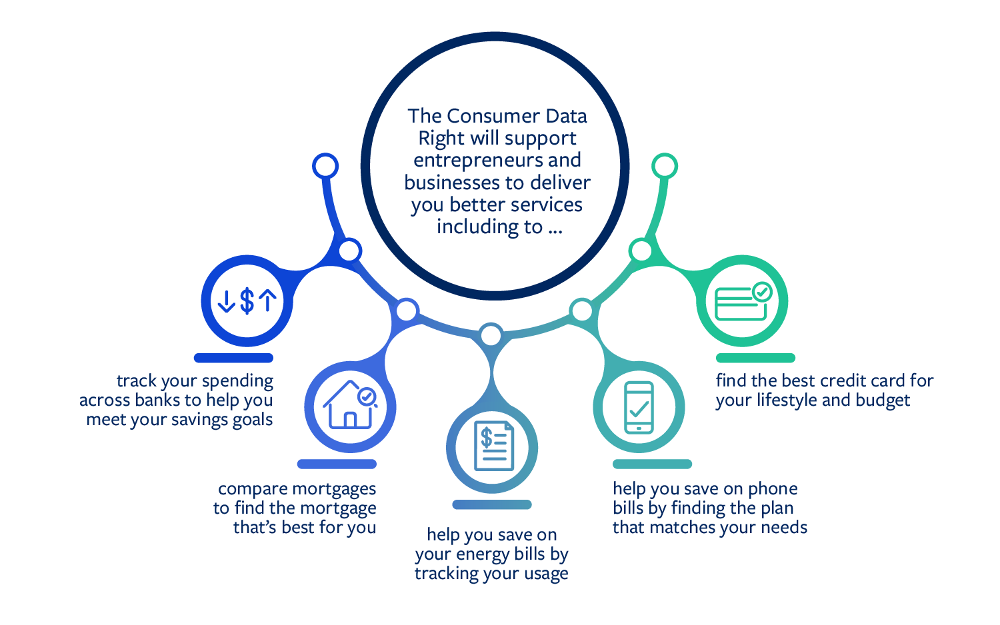 The Consumer Data
Right will support
entrepreneurs and
businesses to deliver
you better services
including to ...
track your spending
across banks to help you
meet your savings goals
compare mortgages
to find the mortgage
that's best for you
help you save on
your energy bills by
tracking your usage
help you save on phone
bills by finding the plan
that matches your needs
find the best credit card for
your lifestyle and budget
$
$